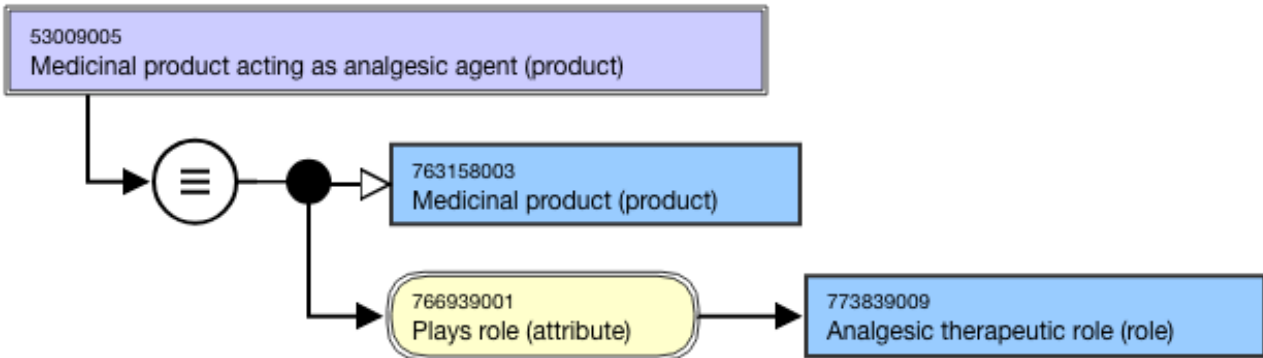 53009005
Medicinal product acting as analgesic agent (product)
763158003
Medicinal product (product)
766939001
Plays role (attribute)
773839009
Analgesic therapeutic role (role)